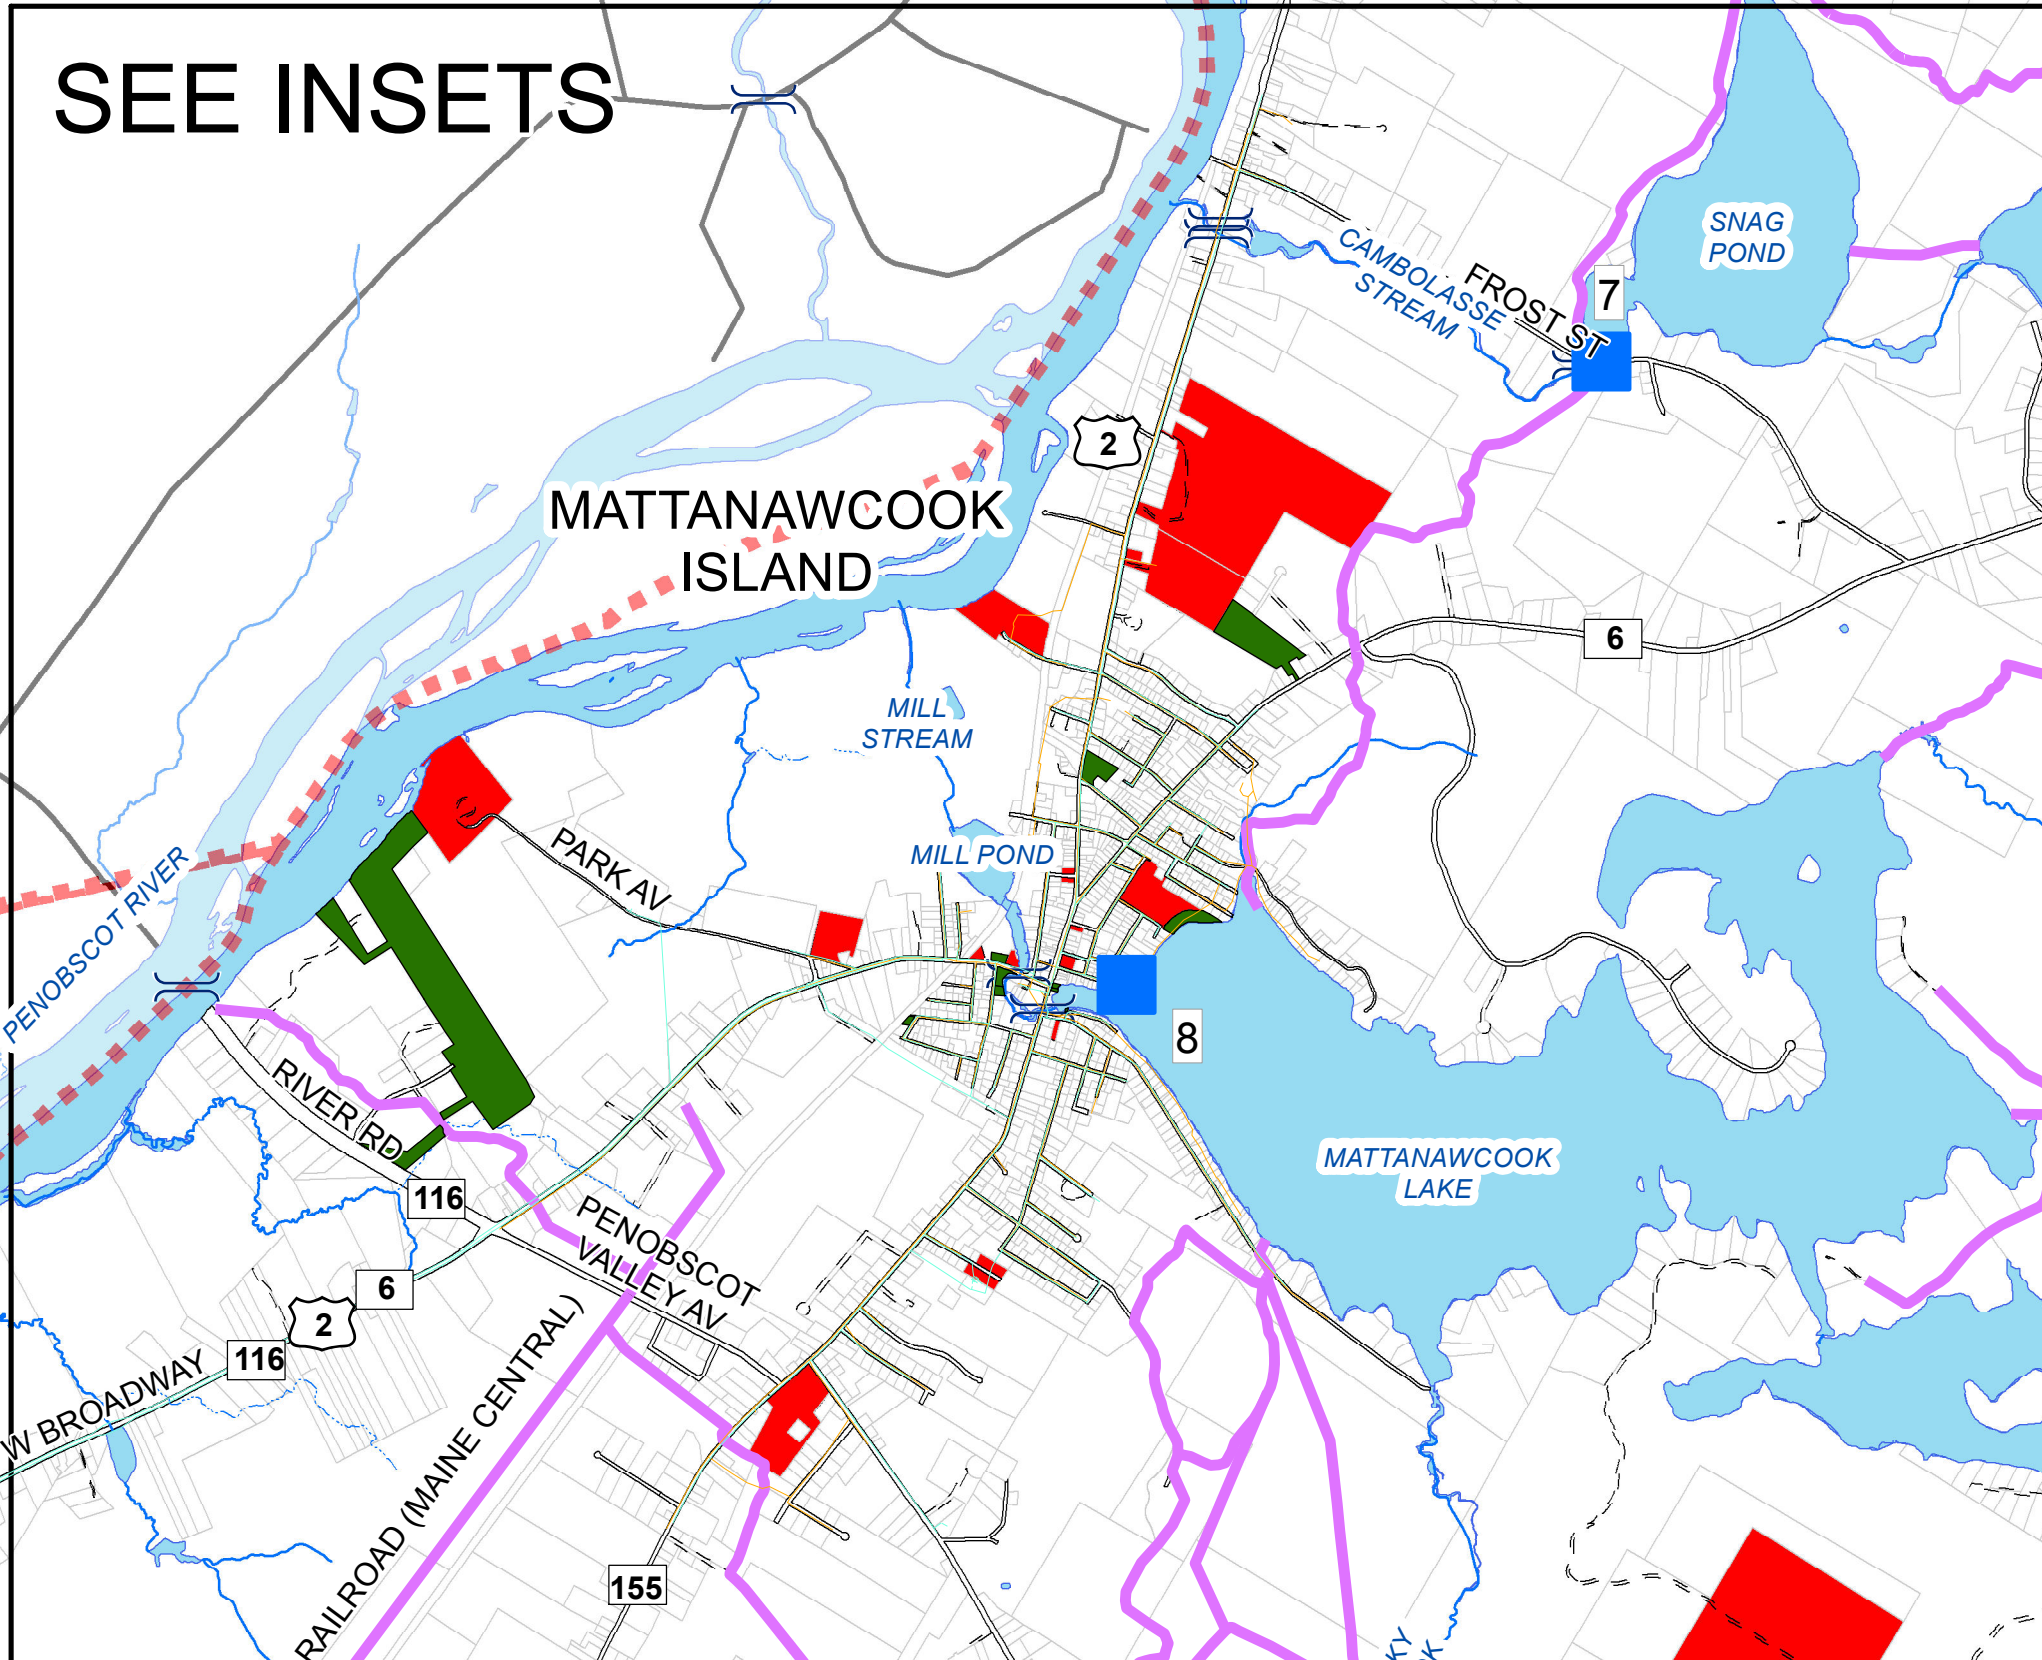 SEE INSETS
SNAG
POND
CAMBOLASSE
STREAM
FROST ST
7
2
MATTANAWCOOK
ISLAND
6
MILL
STREAM
PARK AV
MILL POND
PENOBSCOT RIVER
8
RIVER RD
MATTANAWCOOK
LAKE
116
PENOBSCOT
VALLEY AV
6
2
116
W BROADWAY
RAILROAD (MAINE CENTRAL)
155
KY
K